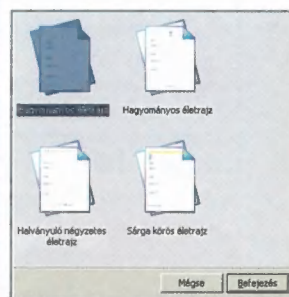 Hagyományos életrajz
Halványuló négyzetes
életrajz
Sárga körös életrajz
Mégse
Befejezés